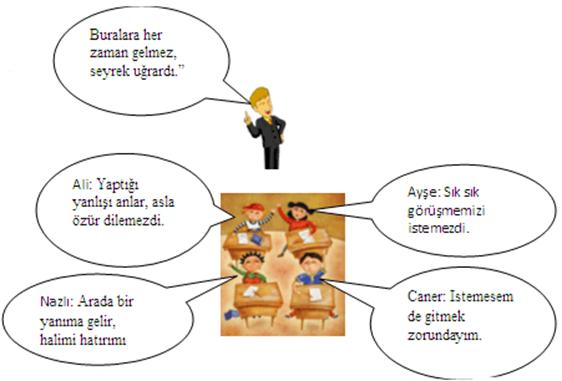 Buralara her
zaman gelmez,
seyrek uğrardı.”
Ali: Yaptığı
yanlışı anlar, asla
özür dilemezdi.
Ayşe: Sık sık
görüşmemizi
istemezdi.
Nazlı: Arada bir
yanıma gelir,
halimi hatırımı
Caner: Istemesem
de gitmek
zorundayım.